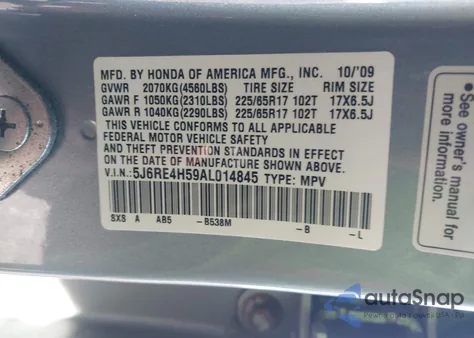 MFD. BY HONDA OF AMERICA MFG., INC. 10/'09
GVWR 2070KG(4560LBS) TIRE SIZE RIM SIZE
GAWR F 1050KG(2310LBS) 225/65R17 102T 17X6.5J
GAWR R 1040KG(2290LBS) 225/65R17 102T 17X6.5J
THIS VEHICLE CONFORMS TO ALL APPLICABLE
FEDERAL MOTOR VEHICLE SAFETY
AND THEFT PREVENTION STANDARDS IN EFFECT
ON THE DATE OF MANUFACTURE SHOWN ABOVE.
V.I.N.:5J6RE4H59AL014845 TYPE: MPV
SXS A AB5 -B538M -B -L
See owner's manual
for more information
autoSnap